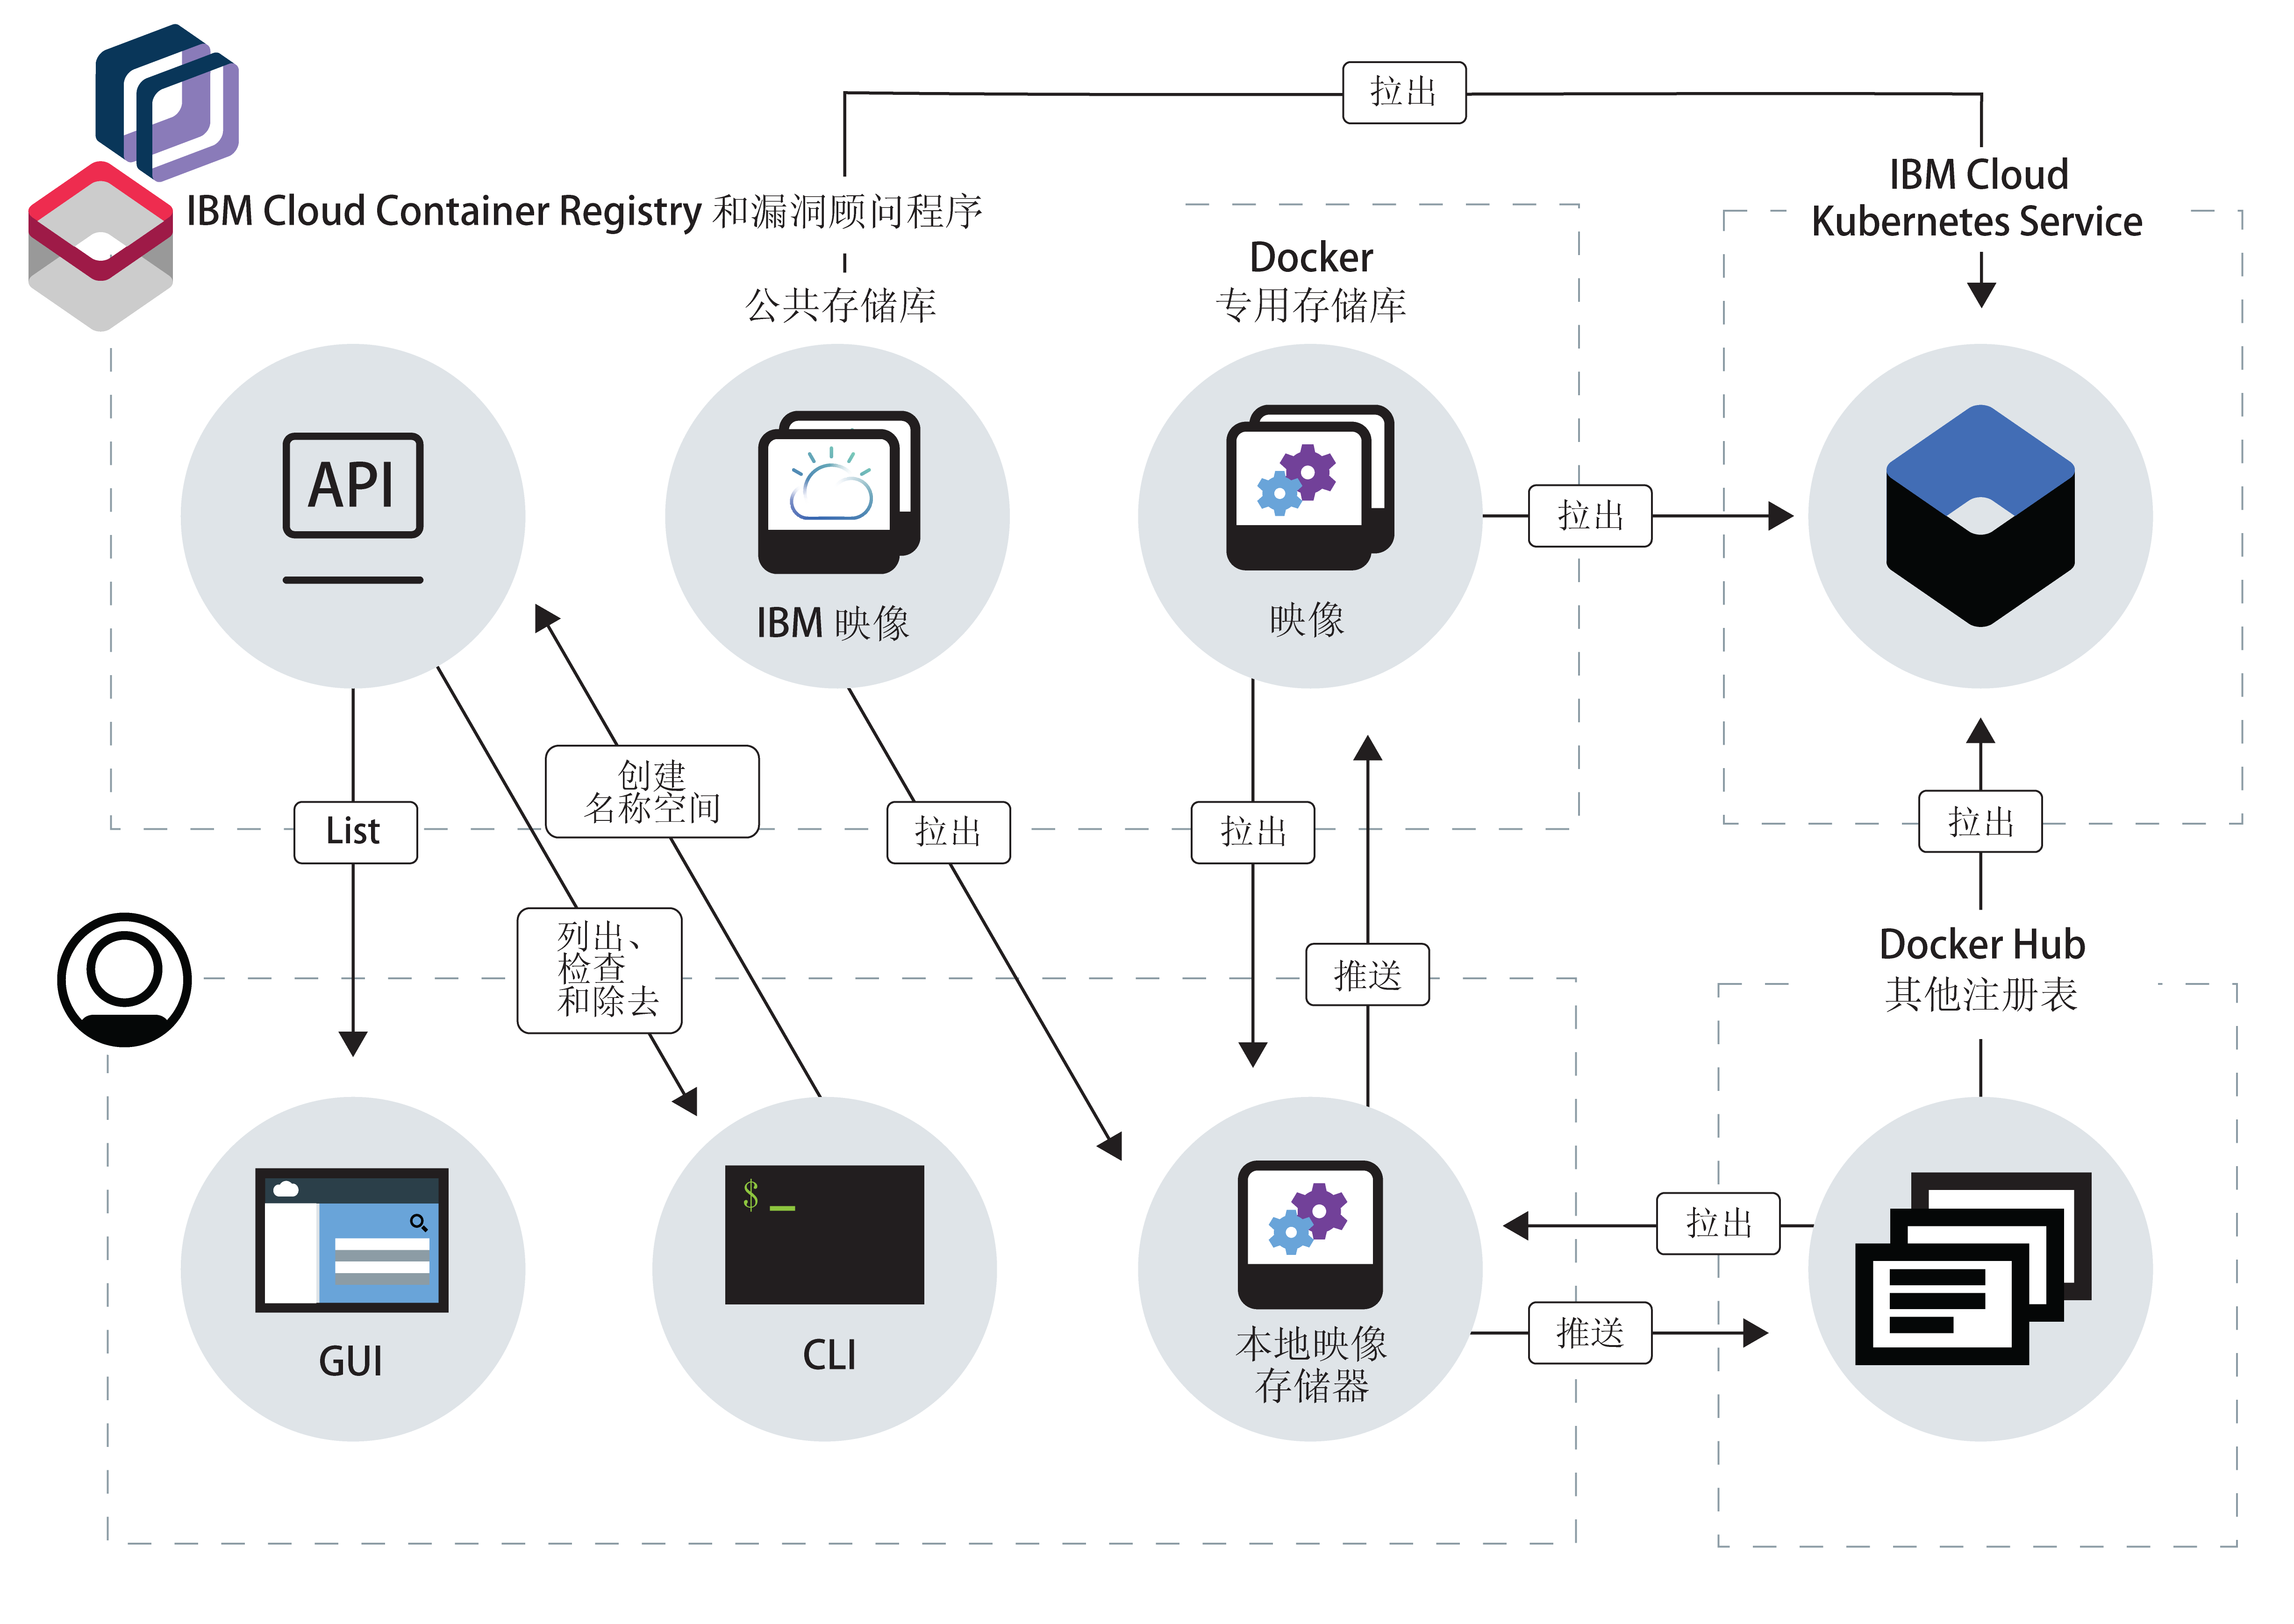 拉出
IBM Cloud
Kubernetes Service
IBM Cloud Container Registry 和漏洞顾问程序
公共存储库
Docker
专用存储库
API
IBM 映像
映像
拉出
创建
名称空间
List
拉出
拉出
拉出
列出、
检查
和除去
推送
Docker Hub
其他注册表
$ _
GUI
CLI
本地映像
存储器
拉出
推送